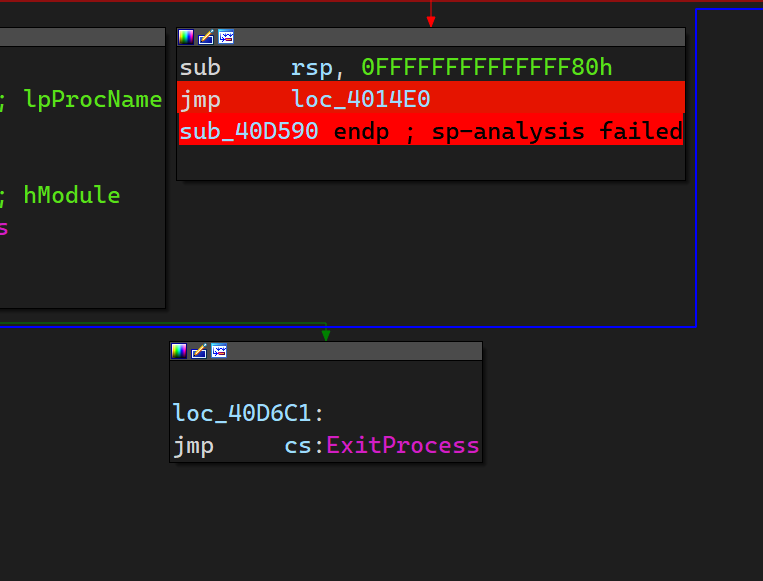 sub rsp, 0FFFFFFFFFFFFFF80h
; lpProcName
jmp loc_4014E0
sub_40D590 endp ; sp-analysis failed
; hModule
s
loc_40D6C1:
jmp cs:ExitProcess